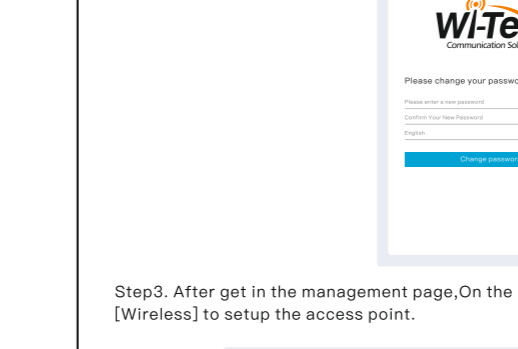 Wi-Te
Communication Sol
Please change your passwo
Please enter a new password
Confirm Your New Password
English
Change passwor
Step3. After get in the management page,On the
[Wireless] to setup the access point.